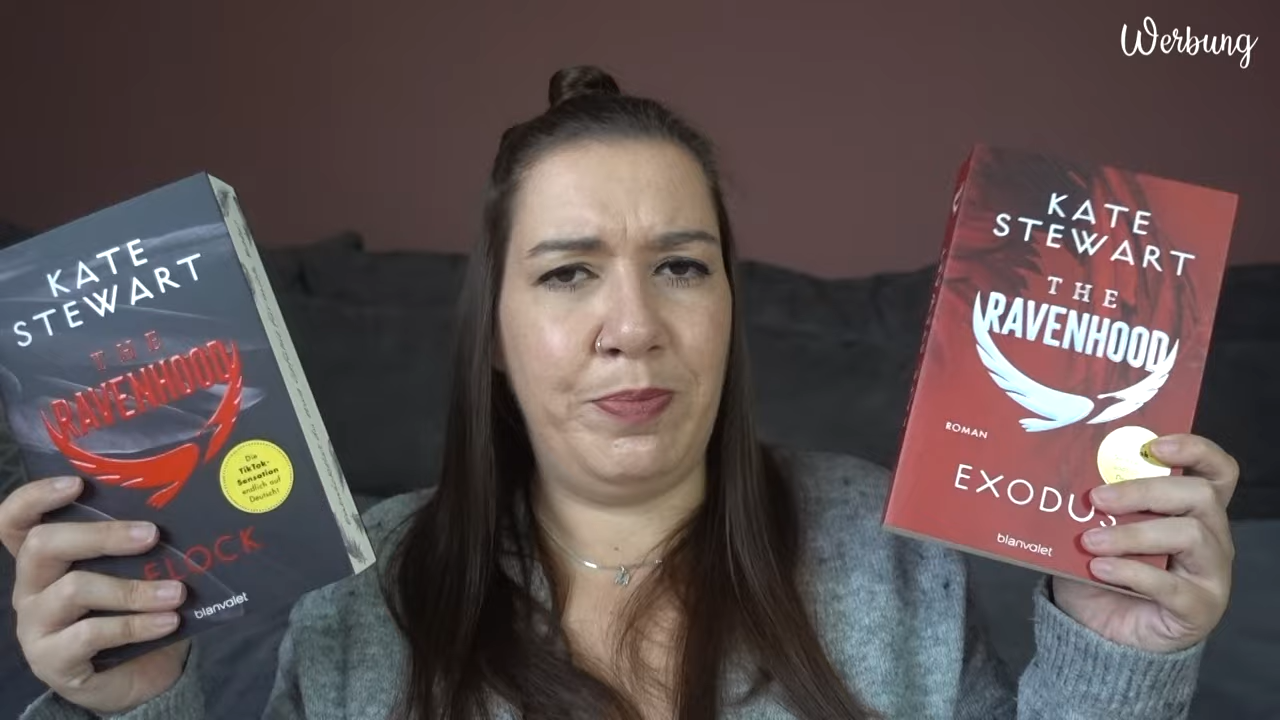 Werbung
KATE
STEWART
THE
RAVENHOOD
Die
TikTok-
Sensation
endlich auf
Deutsch!
FLOCK
blanvalet
KATE
STEWART
THE
RAVENHOOD
ROMAN
EXODUS
blanvalet